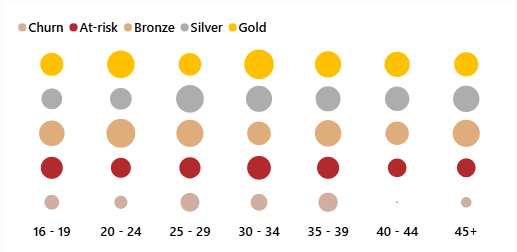 Churn At-risk Bronze Silver Gold
16 - 19 20 - 24 25 - 29 30 - 34 35 - 39 40 - 44 45+